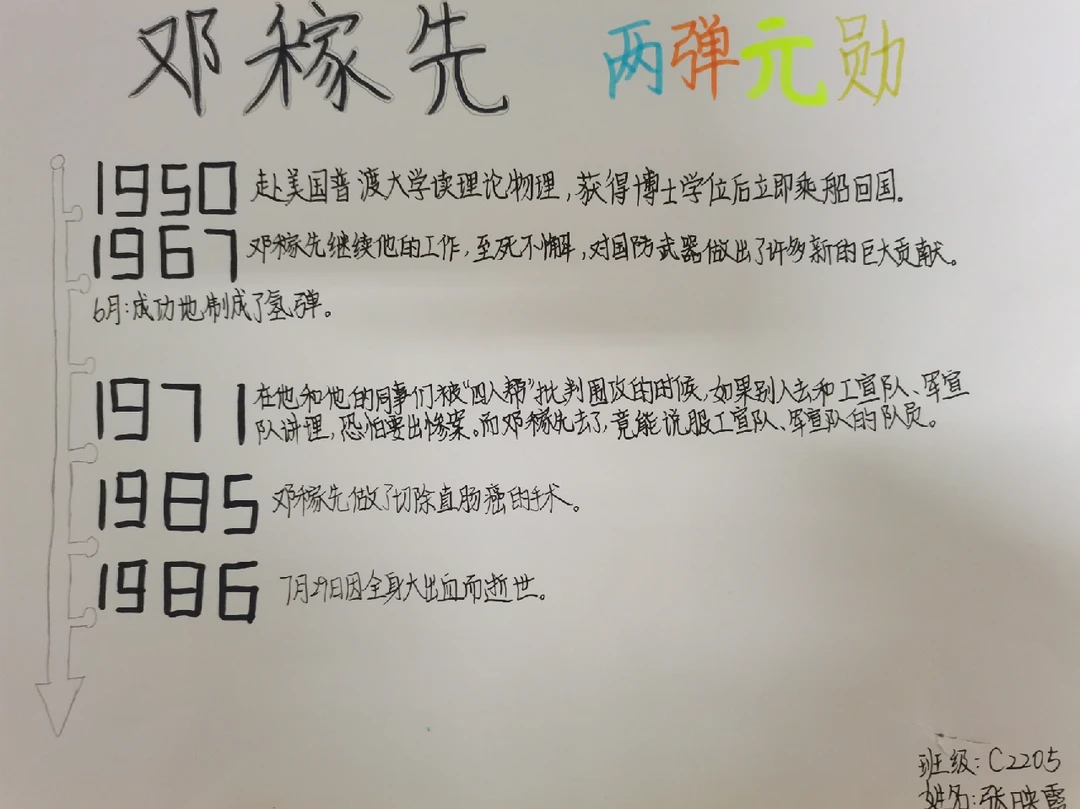 邓稼先 两弹元勋
1950 赴美国普渡大学读理论物理,获得博士学位后立即乘船回国。
1967 邓稼先继续他的工作,至死不懈,对国防武器做出了许多新的巨大贡献。
6月:成功地制成了氢弹。
1971 在他和他的同事们被“四人帮”批判围攻的时候,如果别人去和工宣队、军宣
队讲理,恐怕要出惨案。而邓稼先去了,竟能说服工宣队、军宣队的队员。
1985 邓稼先做了切除直肠癌的手术。
1986 7月29日因全身大出血而逝世。
班级:C2205
姓名:张映霞